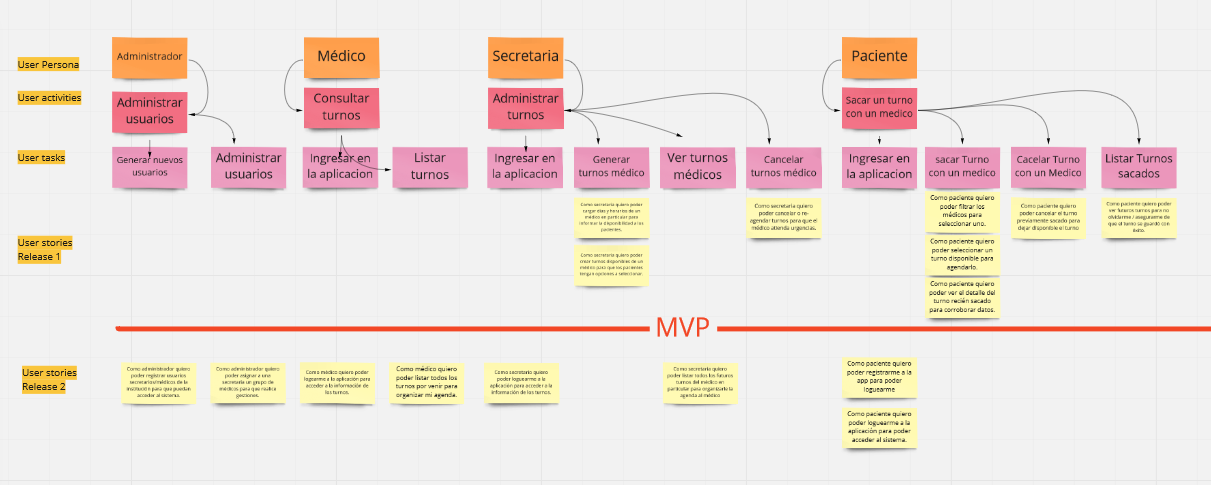 User Persona
Administrador
Médico
Secretaria
Paciente
User activities
Administrar
usuarios
Consultar
turnos
Administrar
turnos
Sacar un turno
con un medico
User tasks
Generar nuevos
usuarios
Administrar
usuarios
Ingresar en
la aplicacion
Listar
turnos
Ingresar en
la aplicacion
Generar
turnos médico
Ver turnos
médicos
Cancelar
turnos médico
Ingresar en
la aplicacion
sacar Turno
con un medico
Cacelar Turno
con un Medico
Listar Turnos
sacados
User stories
Release 1
Como secretaria quiero poder
cargar dias y horarios de un
médico en particular para
informar la disponibilidad a los
pacientes.
Como secretaria quiero poder
crear turnos disponibles de un
médico para que los pacientes
tengan opciones a seleccionar.
Como secretaria quiero
poder cancelar o re-
agendar turnos para que el
médico atienda urgencias.
Como paciente quiero
poder filtrar los
médicos para
seleccionar uno.
Como paciente quiero
poder seleccionar un
turno disponible para
agendarlo.
Como paciente quiero
poder ver el detalle del
turno recién sacado
para corroborar datos.
Como paciente quiero
poder cancelar el turno
previamente sacado para
dejar disponible el turno
Como paciente quiero poder
ver futuros turnos para no
olvidarme / asegurarme de
que el turno se guardó con
éxito.
MVP
User stories
Release 2
Como administrador quiero
poder registrar usuarios
secretarios/médicos de la
institución para que puedan
acceder al sistema.
Como administrador quiero
poder asignar a una
secretaria un grupo de
médicos para que realice
gestiones.
Como médico quiero poder
loguearme a la aplicación para
acceder a la información de
los turnos.
Como médico quiero
poder listar todos los
turnos por venir para
organizar mi agenda.
Como secretario quiero
poder loguearme a la
aplicación para acceder a la
información de los turnos.
Como secretaria quiero
poder listar todos los futuros
turnos del médico en
particular para organizarle la
agenda al médico
Como paciente quiero
poder registrarme a la
app para poder
loguearme
Como paciente quiero
poder loguearme a la
aplicación para poder
acceder al sistema.